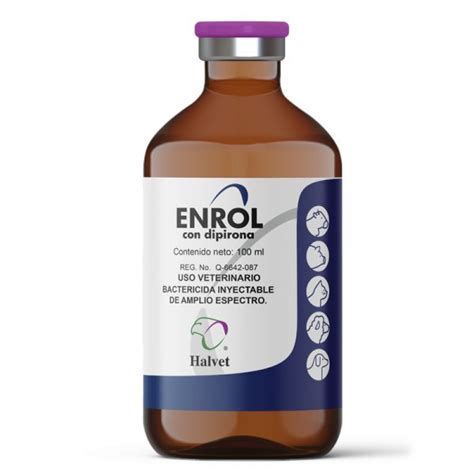 ENROL
con dipirona
Contenido neto: 100 ml
REG. No. Q-6642-087
USO VETERINARIO
BACTERICIDA INYECTABLE
DE AMPLIO ESPECTRO.
®
Halvet